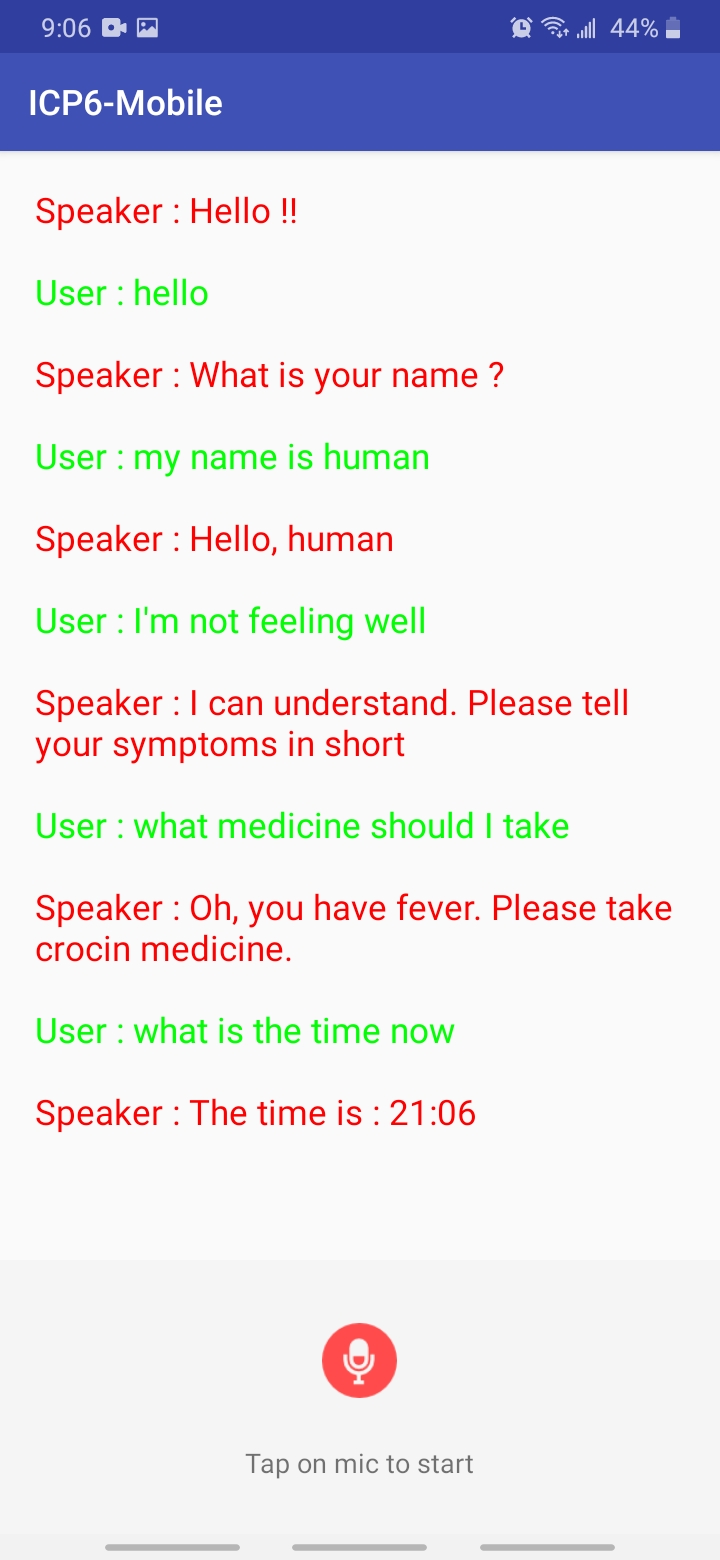 9:06 44%
ICP6-Mobile
Speaker : Hello !!
User : hello
Speaker : What is your name ?
User : my name is human
Speaker : Hello, human
User : I'm not feeling well
Speaker : I can understand. Please tell
your symptoms in short
User : what medicine should I take
Speaker : Oh, you have fever. Please take
crocin medicine.
User : what is the time now
Speaker : The time is : 21:06
Tap on mic to start